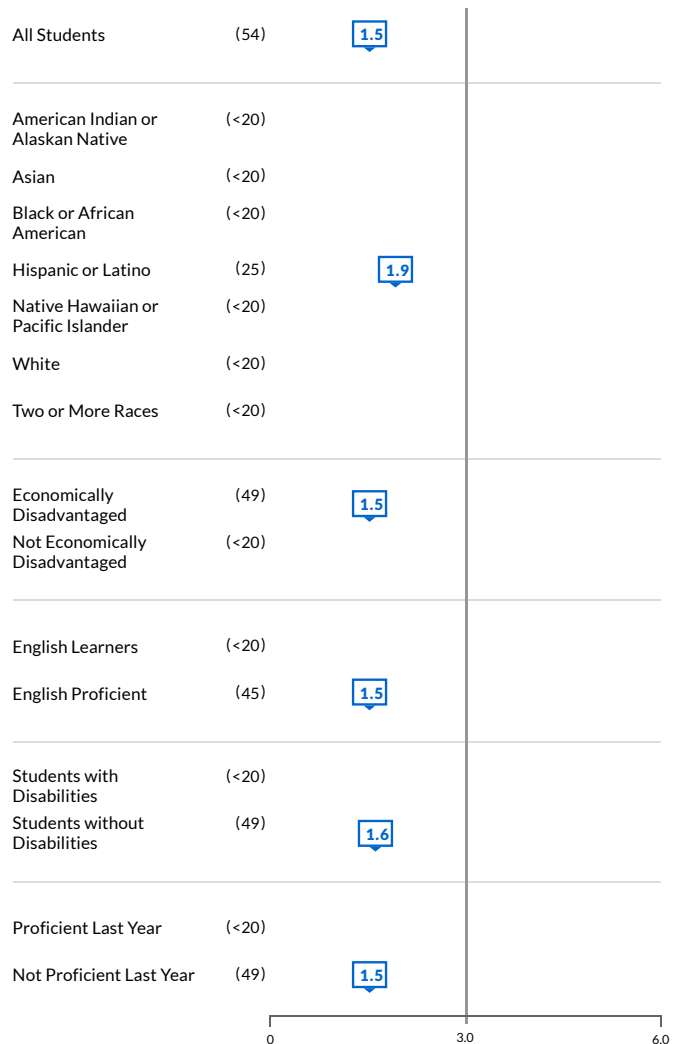 All Students (54) 1.5
American Indian or (<20)
Alaskan Native
Asian (<20)
Black or African (<20)
American
Hispanic or Latino (25) 1.9
Native Hawaiian or (<20)
Pacific Islander
White (<20)
Two or More Races (<20)
Economically (49) 1.5
Disadvantaged
Not Economically (<20)
Disadvantaged
English Learners (<20)
English Proficient (45) 1.5
Students with (<20)
Disabilities
Students without (49) 1.6
Disabilities
Proficient Last Year (<20)
Not Proficient Last Year (49) 1.5
0 3.0 6.0